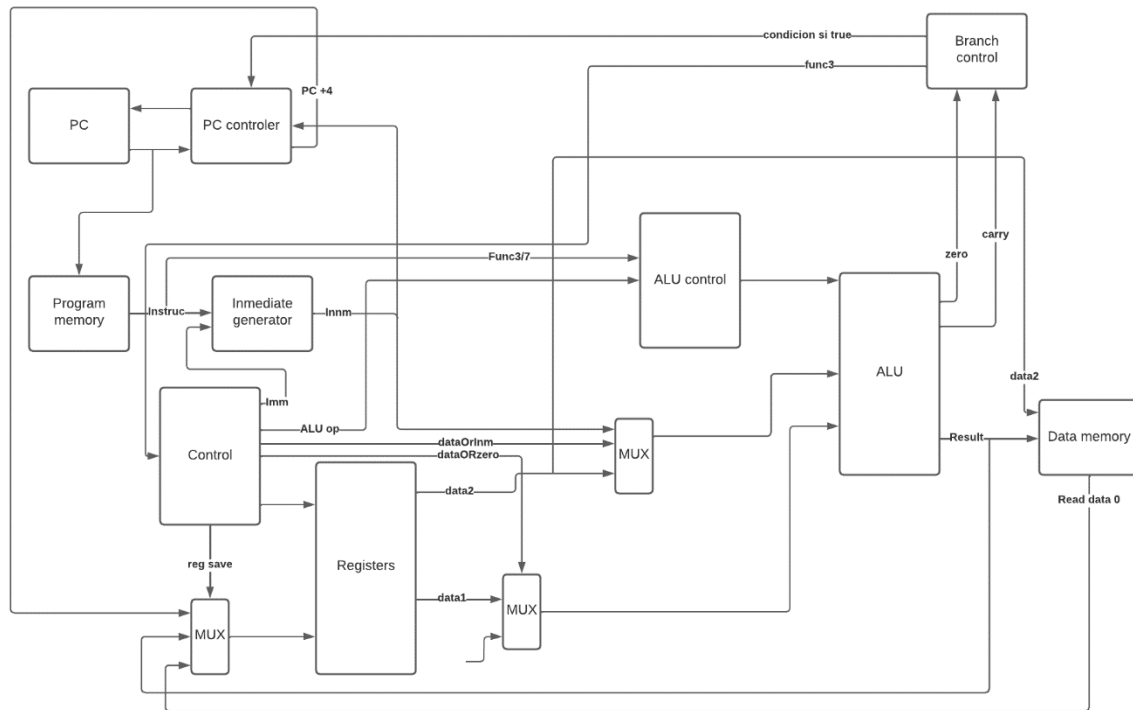 condicion si true
Branch
control
func3
PC +4
PC
PC controler
carry
zero
Func3/7
ALU control
Program
memory
Instruc
Inmediate
generator
Innm
ALU
data2
Imm
ALU op
Control
dataOrInm
dataORzero
MUX
Result
Data memory
data2
Read data 0
reg save
Registers
data1
MUX
MUX